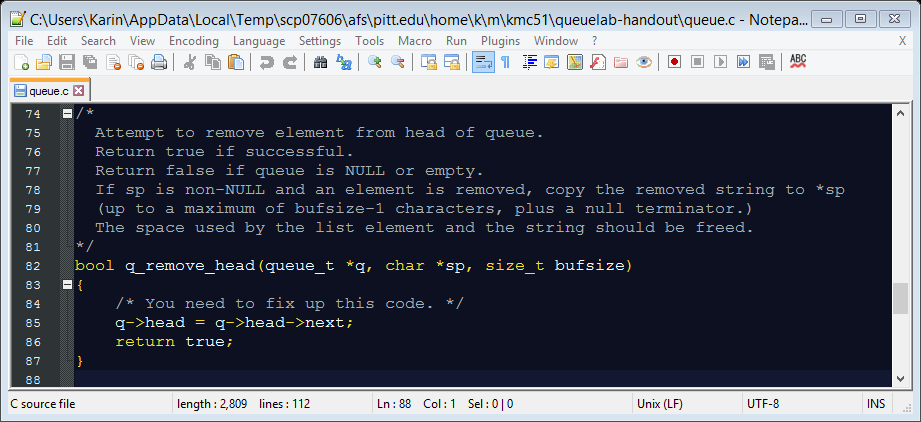 C:\Users\Karin\AppData\Local\Temp\scp07606\afs\pitt.edu\home\k\m\kmc51\queuelab-handout\queue.c - Notepa...
File Edit Search View Encoding Language Settings Tools Macro Run Plugins Window ? X
ABC
queue.c
74 /*
75 Attempt to remove element from head of queue.
76 Return true if successful.
77 Return false if queue is NULL or empty.
78 If sp is non-NULL and an element is removed, copy the removed string to *sp
79 (up to a maximum of bufsize-1 characters, plus a null terminator.)
80 The space used by the list element and the string should be freed.
81 */
82 bool q_remove_head(queue_t *q, char *sp, size_t bufsize)
83 {
84 /* You need to fix up this code. */
85 q->head = q->head->next;
86 return true;
87 }
88
C source file length : 2,809 lines : 112 Ln : 88 Col : 1 Sel : 0 | 0 Unix (LF) UTF-8 INS